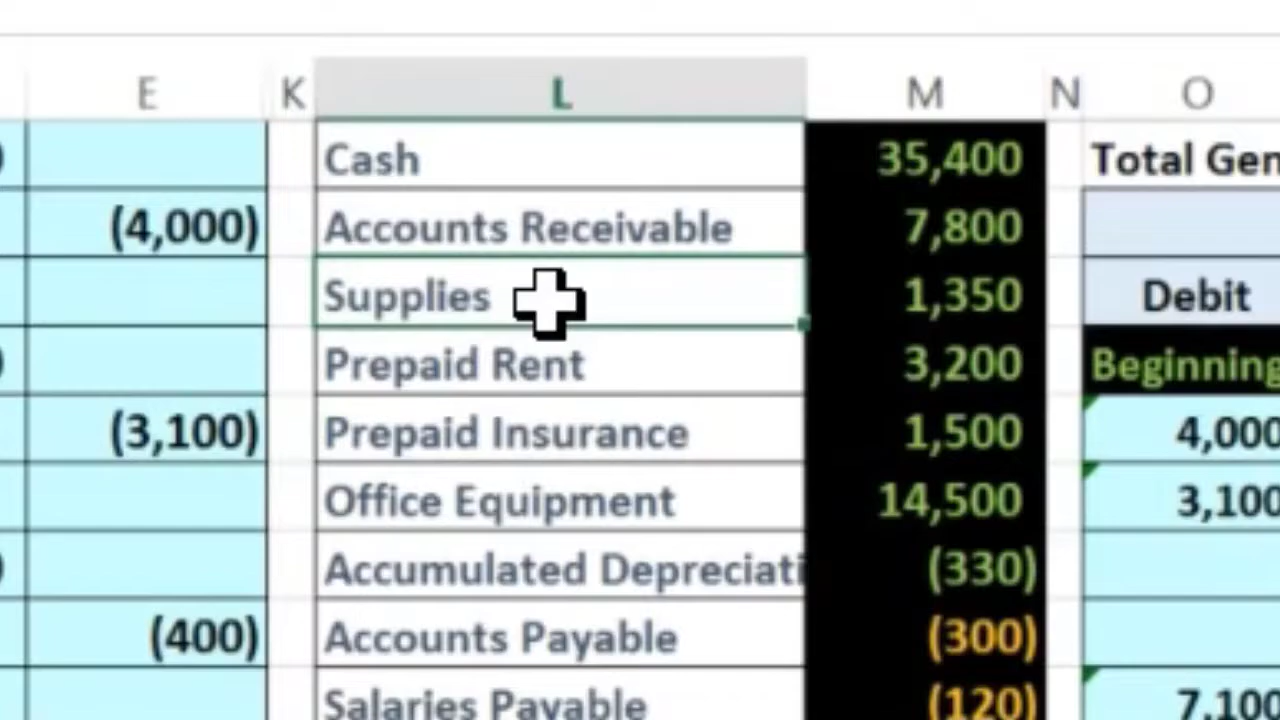 E K L M N O
Cash 35,400 Total Gen
(4,000) Accounts Receivable 7,800
Supplies 1,350 Debit
Prepaid Rent 3,200 Beginning
(3,100) Prepaid Insurance 1,500 4,000
Office Equipment 14,500 3,100
Accumulated Depreciati (330)
(400) Accounts Payable (300)
Salaries Payable (120) 7,100